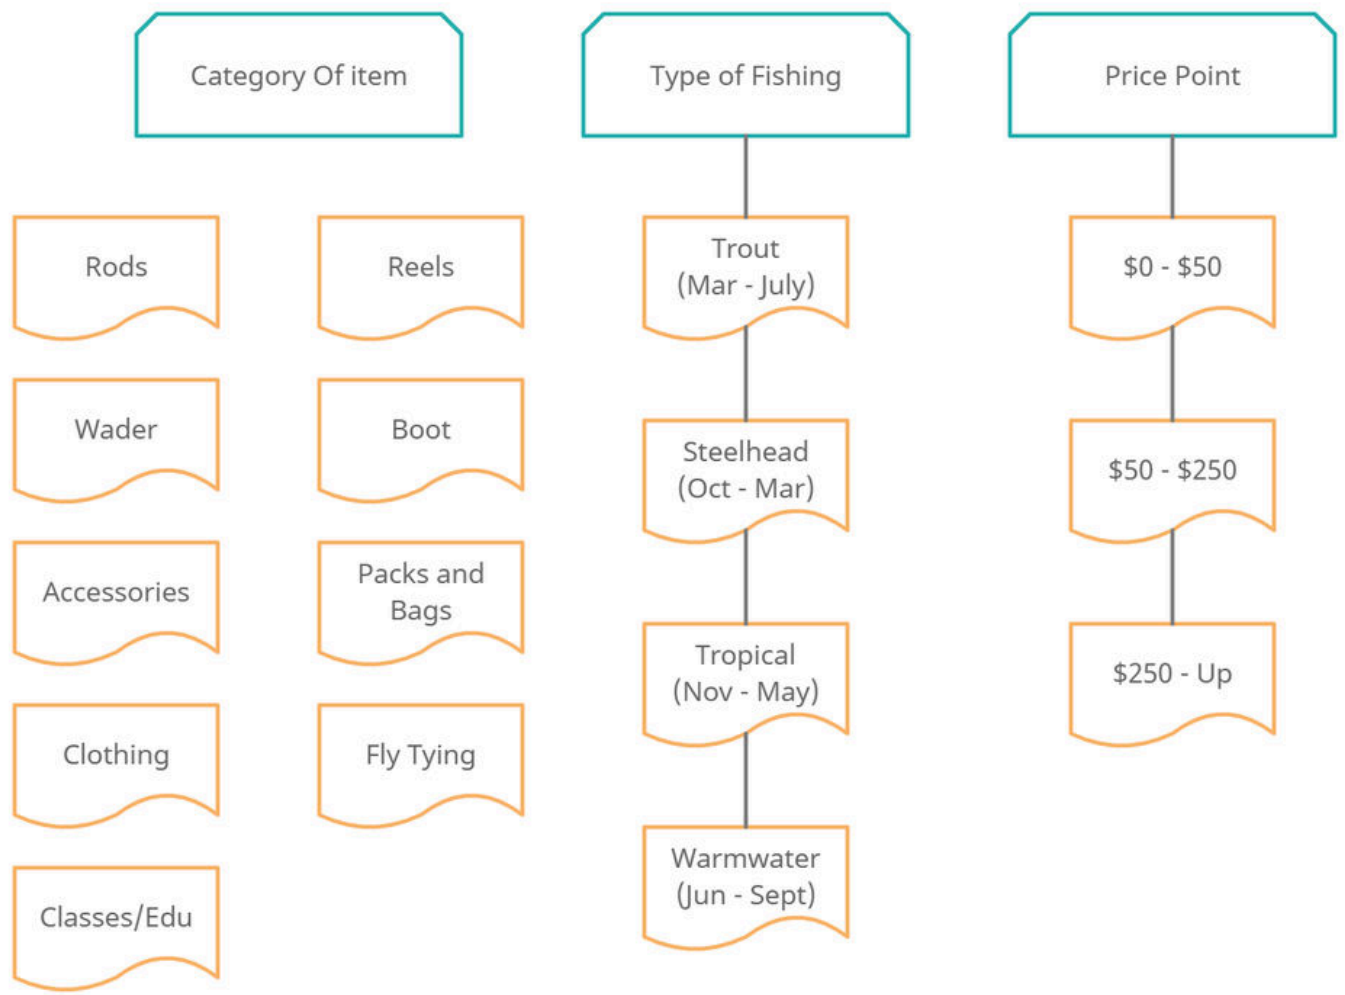 Category Of item
Type of Fishing
Price Point
Rods
Reels
Trout
(Mar - July)
$0 - $50
Wader
Boot
Steelhead
(Oct - Mar)
$50 - $250
Accessories
Packs and
Bags
Tropical
(Nov - May)
$250 - Up
Clothing
Fly Tying
Warmwater
(Jun - Sept)
Classes/Edu